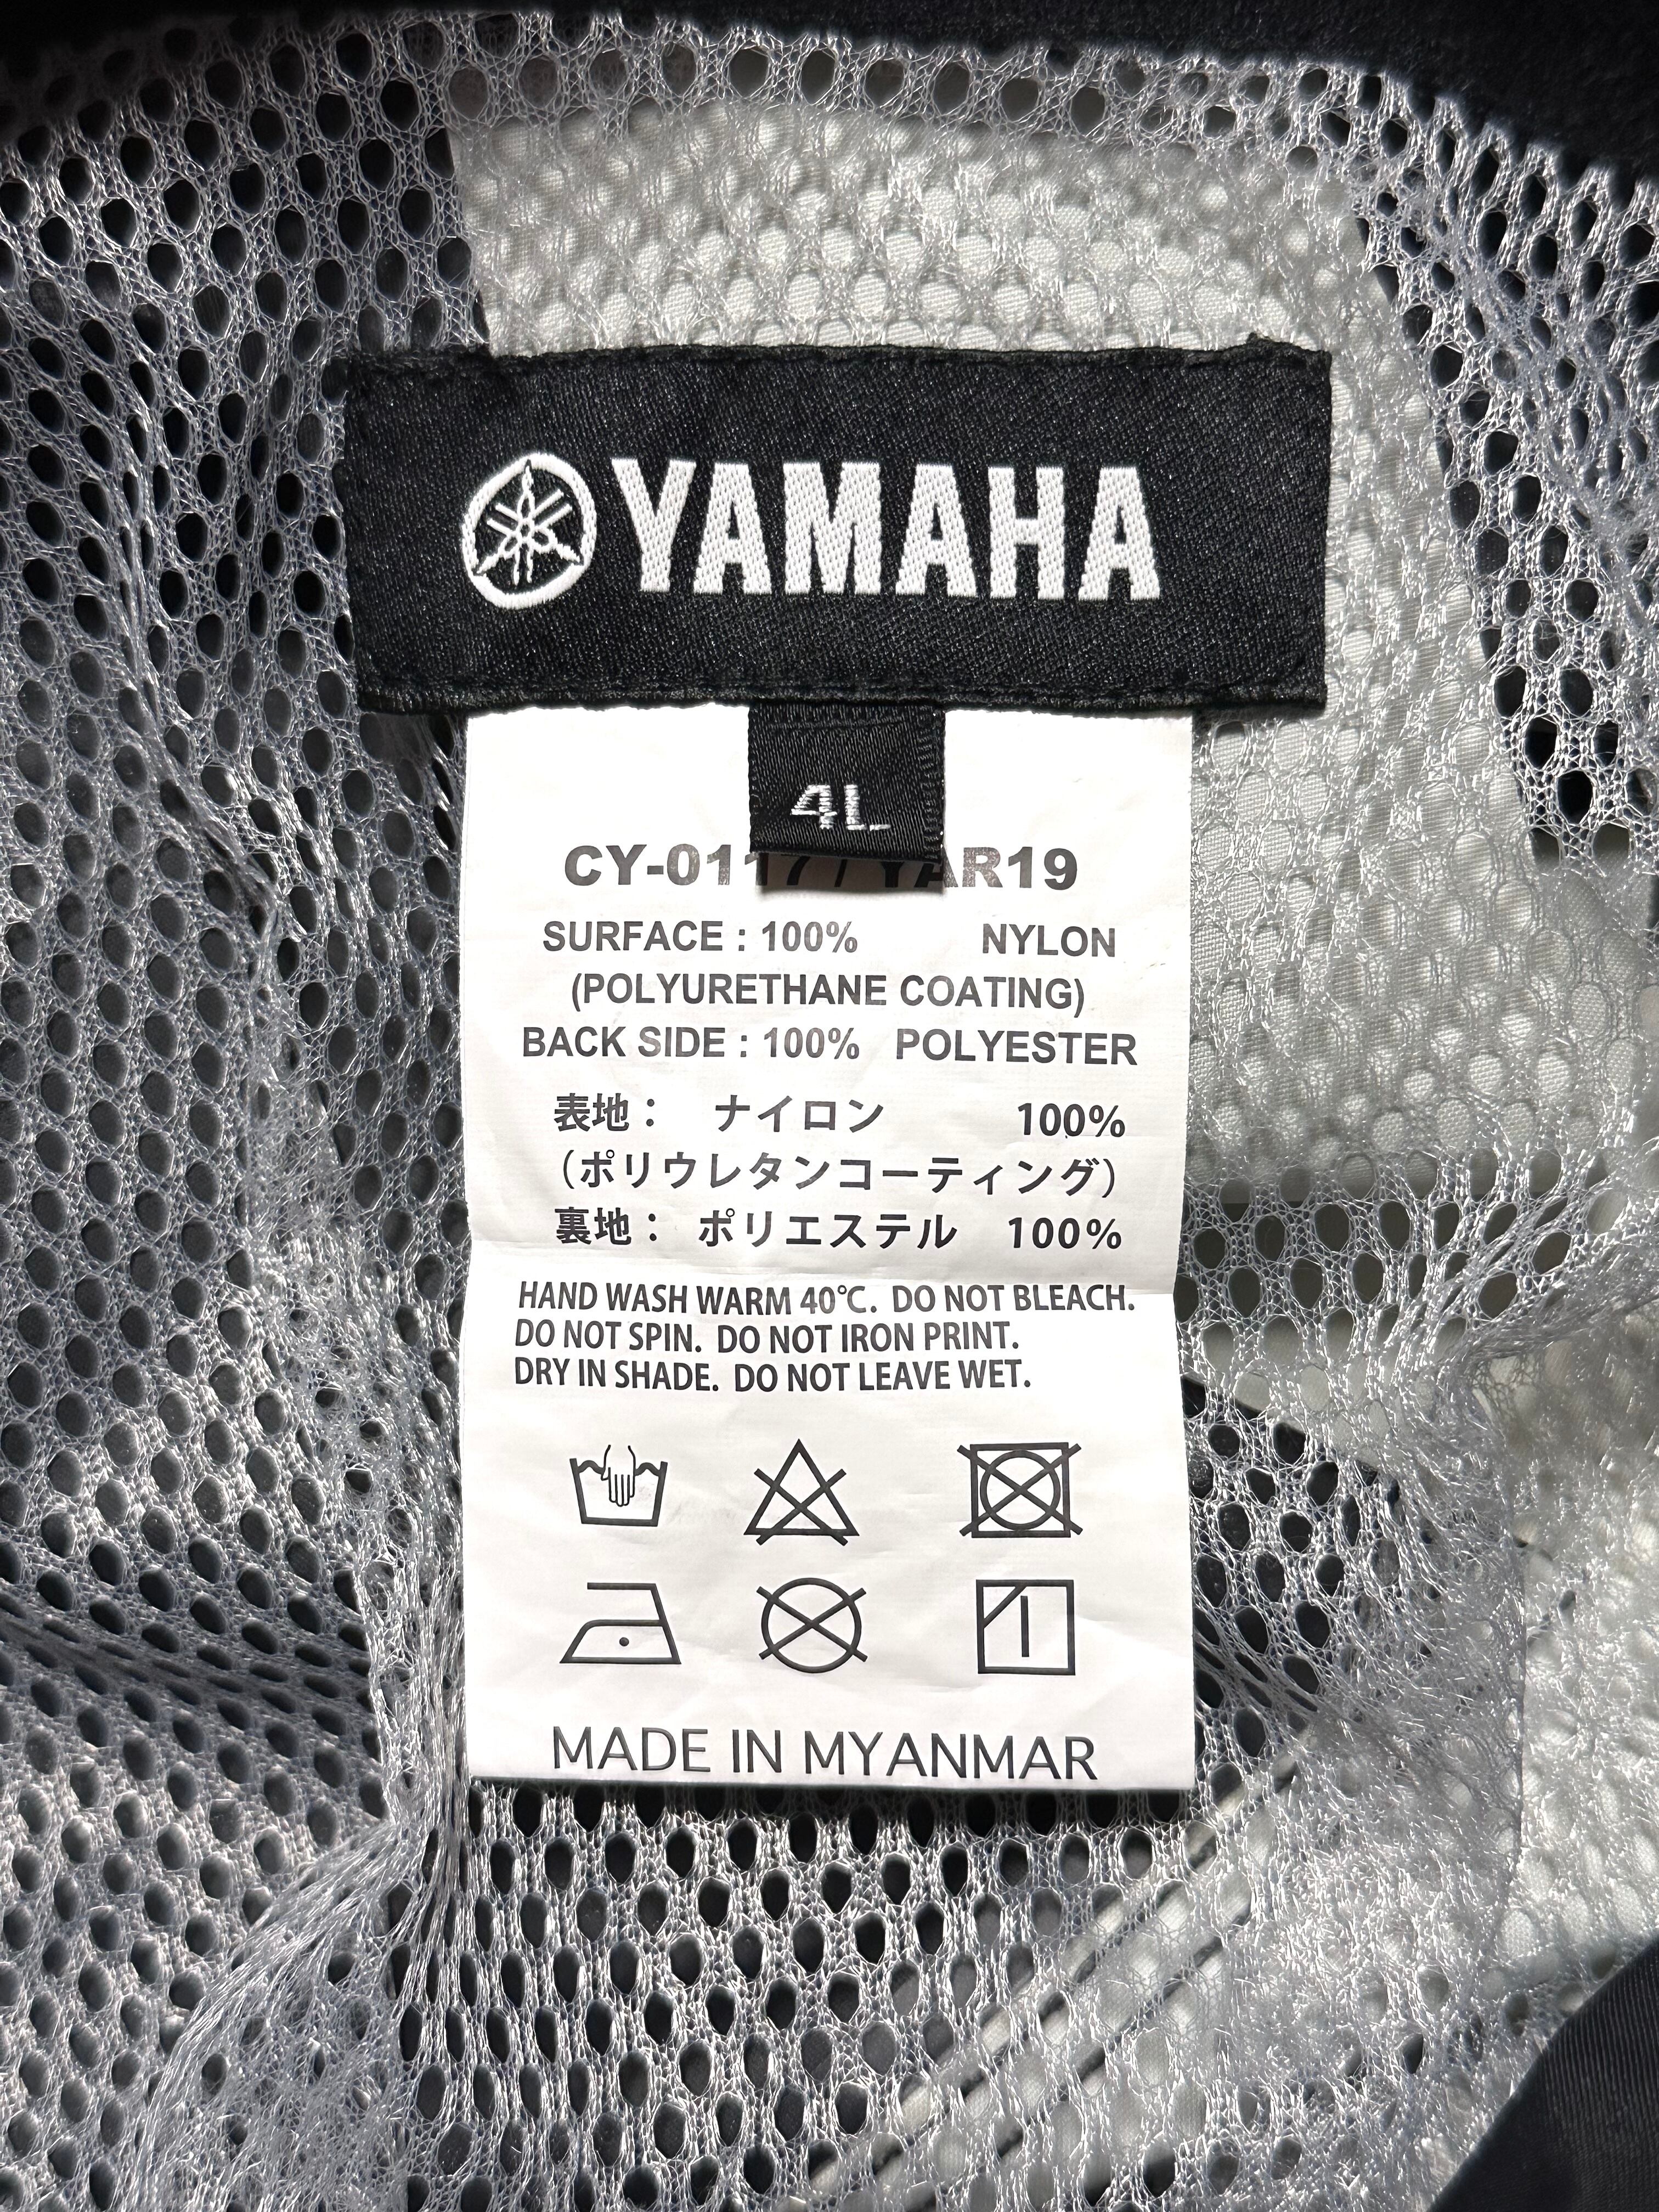 YAMAHA
4L
CY-0117 / YAR19
SURFACE : 100% NYLON
(POLYURETHANE COATING)
BACK SIDE : 100% POLYESTER
表地： ナイロン 100%
（ポリウレタンコーティング）
裏地： ポリエステル 100%
HAND WASH WARM 40℃. DO NOT BLEACH.
DO NOT SPIN. DO NOT IRON PRINT.
DRY IN SHADE. DO NOT LEAVE WET.
MADE IN MYANMAR